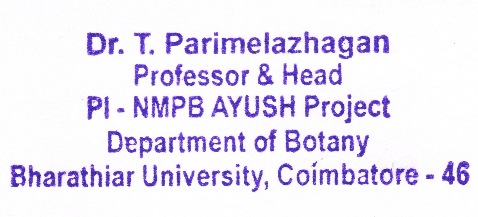 Dr. T. Parimelazhagan
Professor & Head
PI - NMPB AYUSH Project
Department of Botany
Bharathiar University, Coimbatore - 46